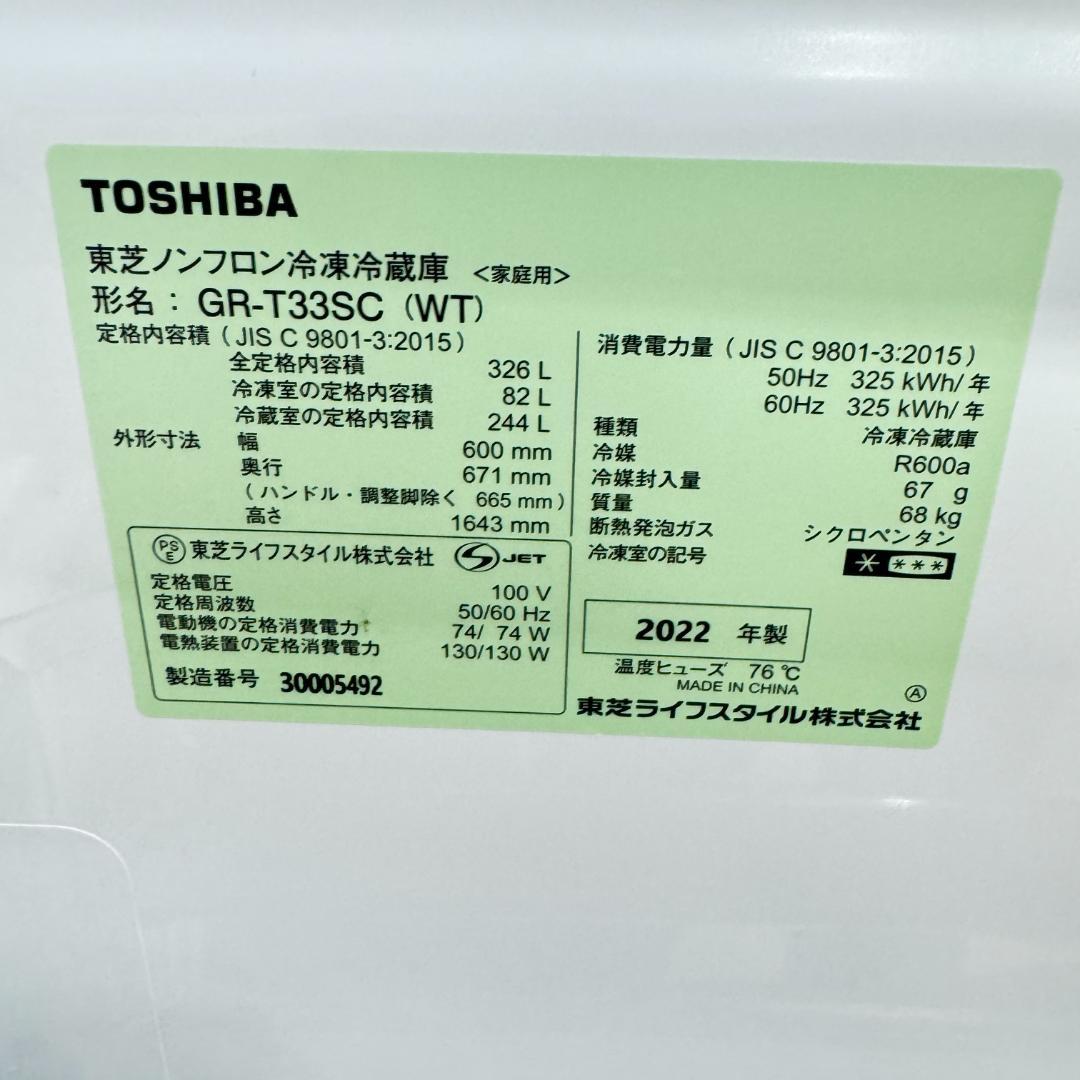 TOSHIBA
東芝ノンフロン冷凍冷蔵庫 <家庭用>
形名: GR-T33SC (WT)
定格内容積 (JIS C 9801-3:2015)
全定格内容積 326 L
冷凍室の定格内容積 82 L
冷蔵室の定格内容積 244 L
外形寸法 幅 600 mm
奥行 671 mm
(ハンドル・調整脚除く 665 mm)
高さ 1643 mm
PSE 東芝ライフスタイル株式会社 S JET
定格電圧 100 V
定格周波数 50/60 Hz
電動機の定格消費電力 74/ 74 W
電熱装置の定格消費電力 130/130 W
製造番号 30005492
消費電力量 (JIS C 9801-3:2015)
50Hz 325 kWh/年
60Hz 325 kWh/年
種類 冷凍冷蔵庫
冷媒 R600a
冷媒封入量 67 g
質量 68 kg
断熱発泡ガス シクロペンタン
冷凍室の記号 * ***
2022 年製
温度ヒューズ 76 ℃
MADE IN CHINA
Ⓐ
東芝ライフスタイル株式会社